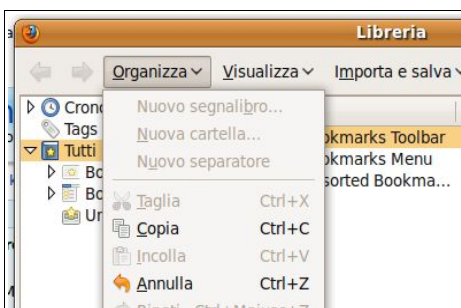 Libreria
Organizza Visualizza Importa e salva
Nuovo segnalibro...
Nuova cartella...
Nuovo separatore
Taglia Ctrl+X
Copia Ctrl+C
Incolla Ctrl+V
Annulla Ctrl+Z
Cron
Tags
Tutti
Bo
Bo
Un
okmarks Toolbar
okmarks Menu
sorted Bookma...